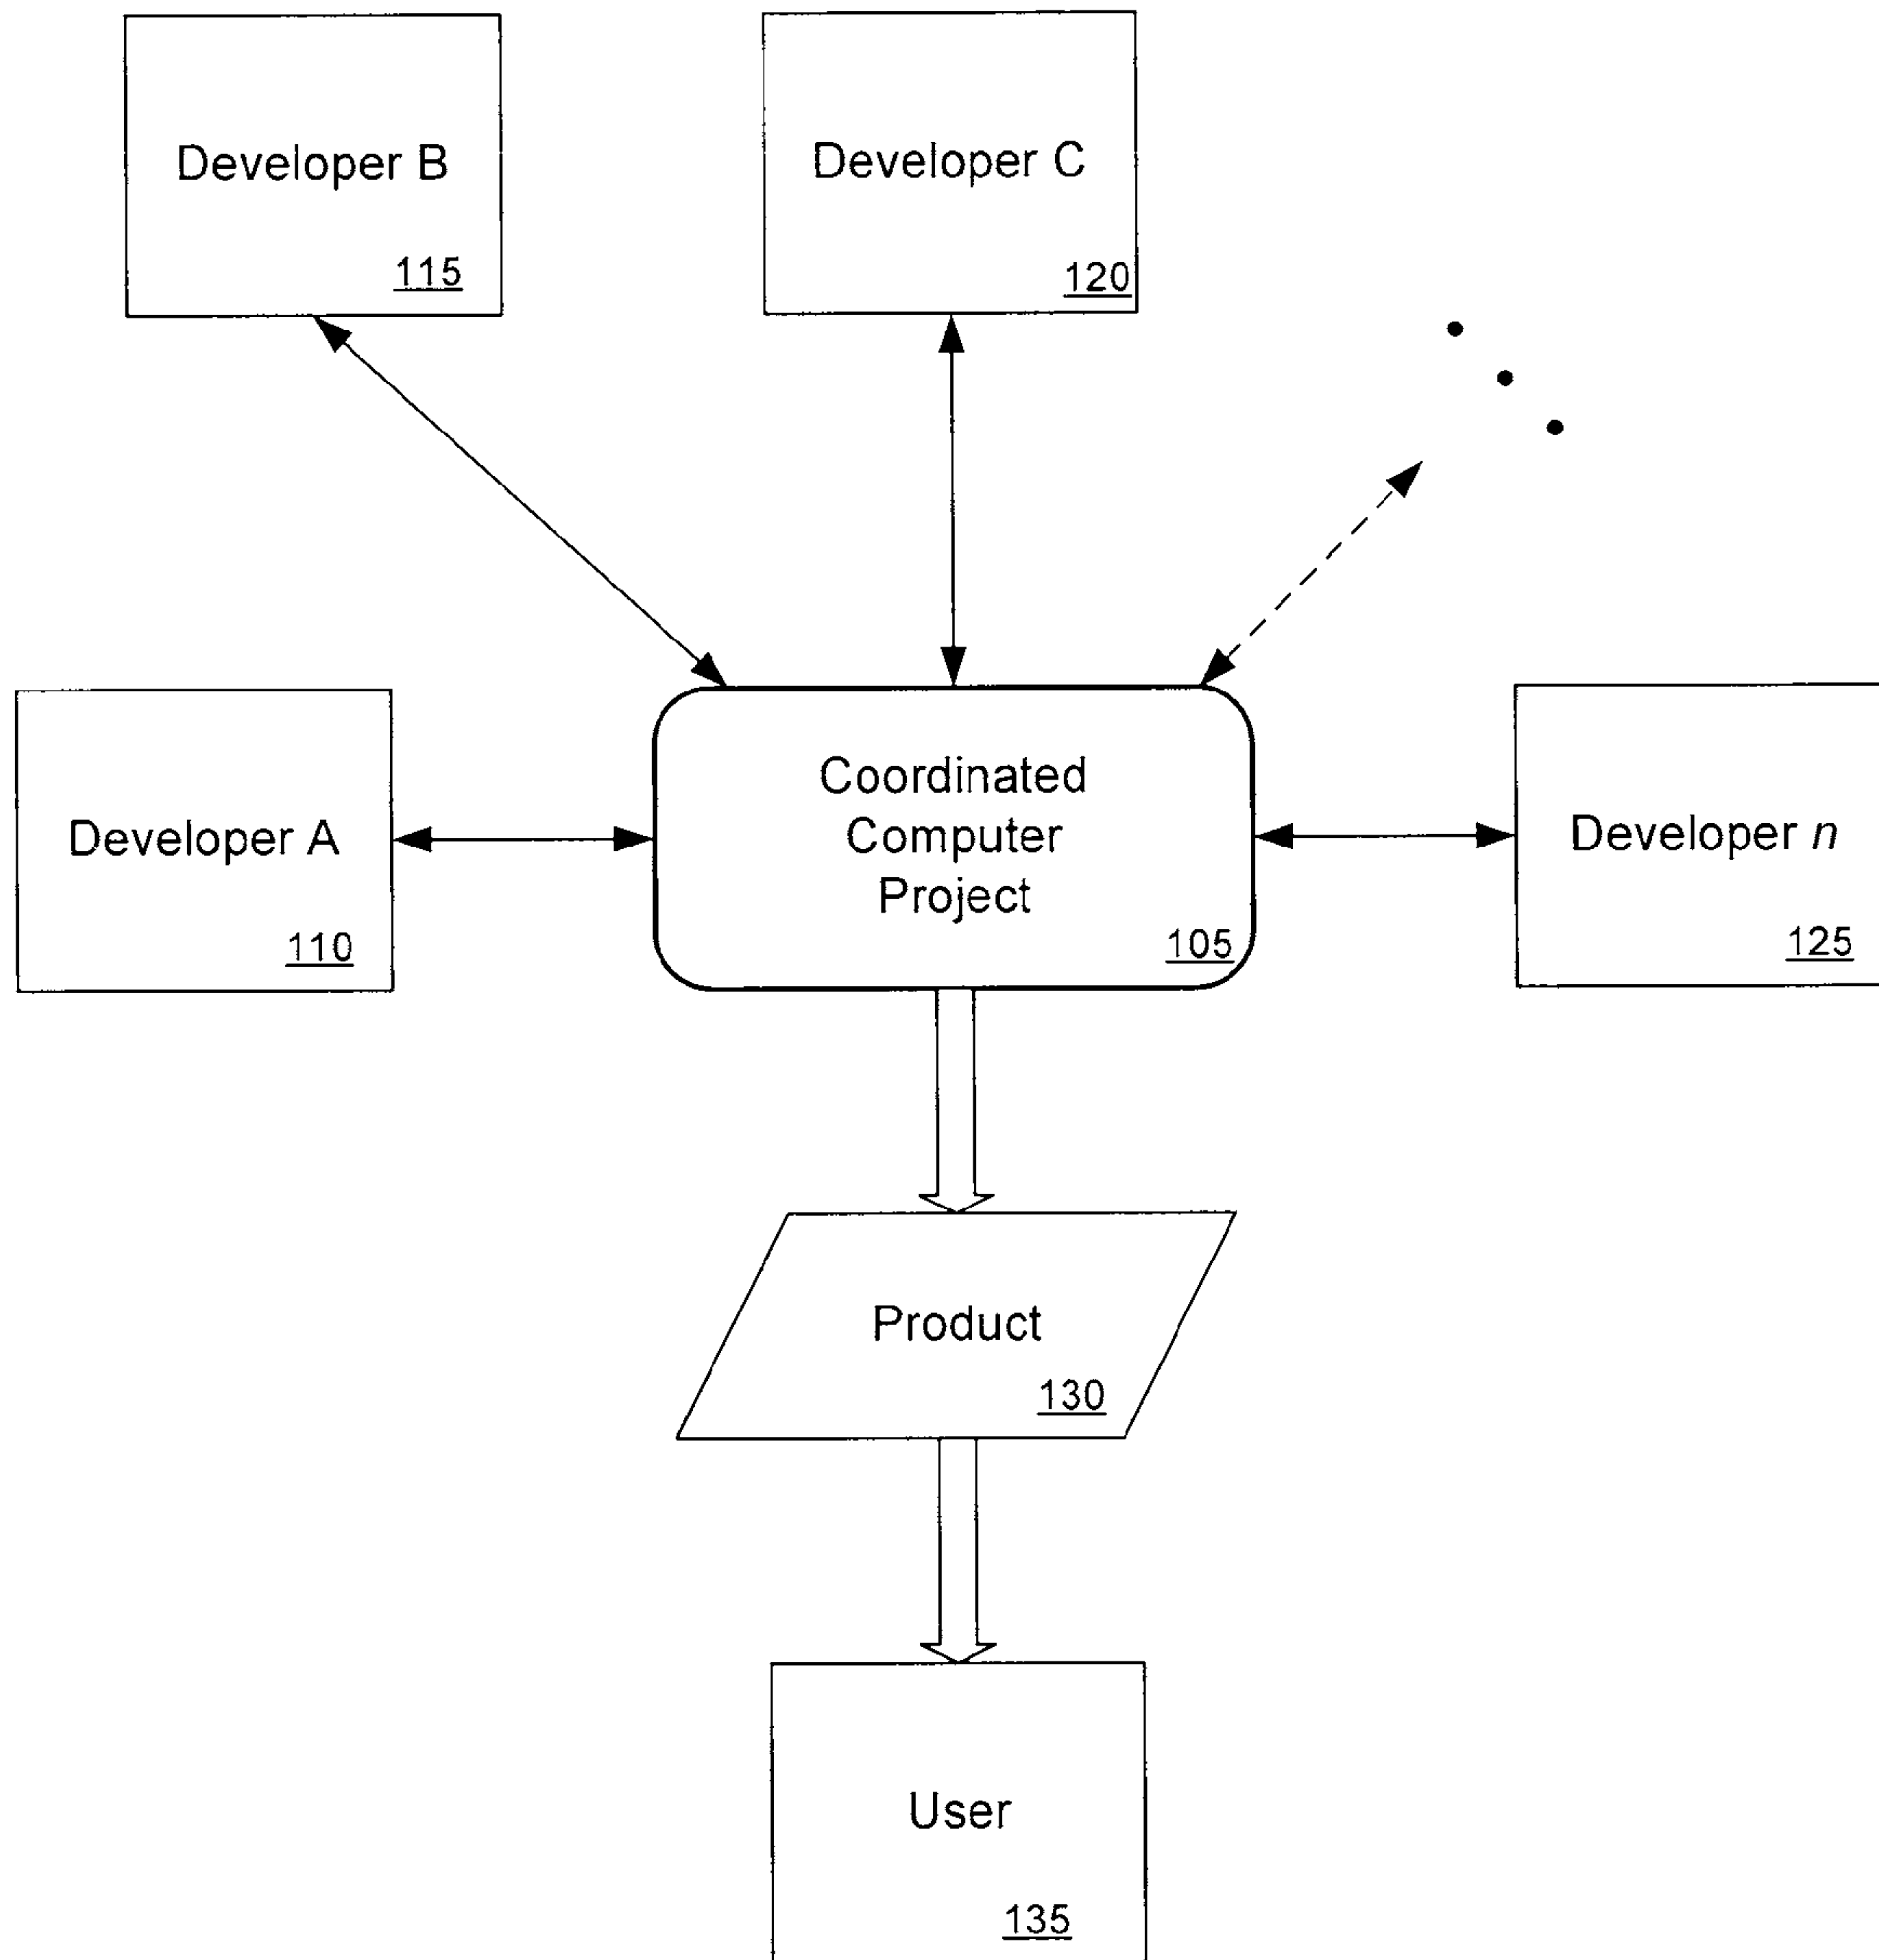 Developer B
115
Developer C
120
Developer A
110
Coordinated
Computer
Project
105
Developer n
125
Product
130
User
135